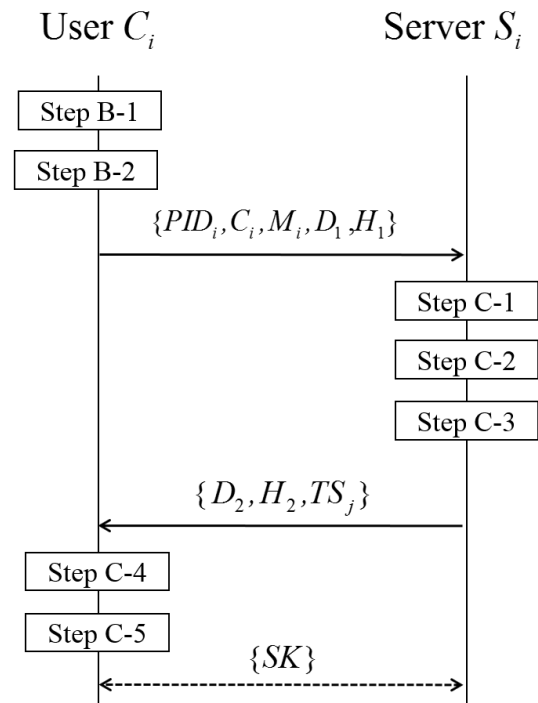 User C_i Server S_i
Step B-1
Step B-2
{PID_i, C_i, M_i, D_1, H_1}
Step C-1
Step C-2
Step C-3
{D_2, H_2, TS_j}
Step C-4
Step C-5
{SK}